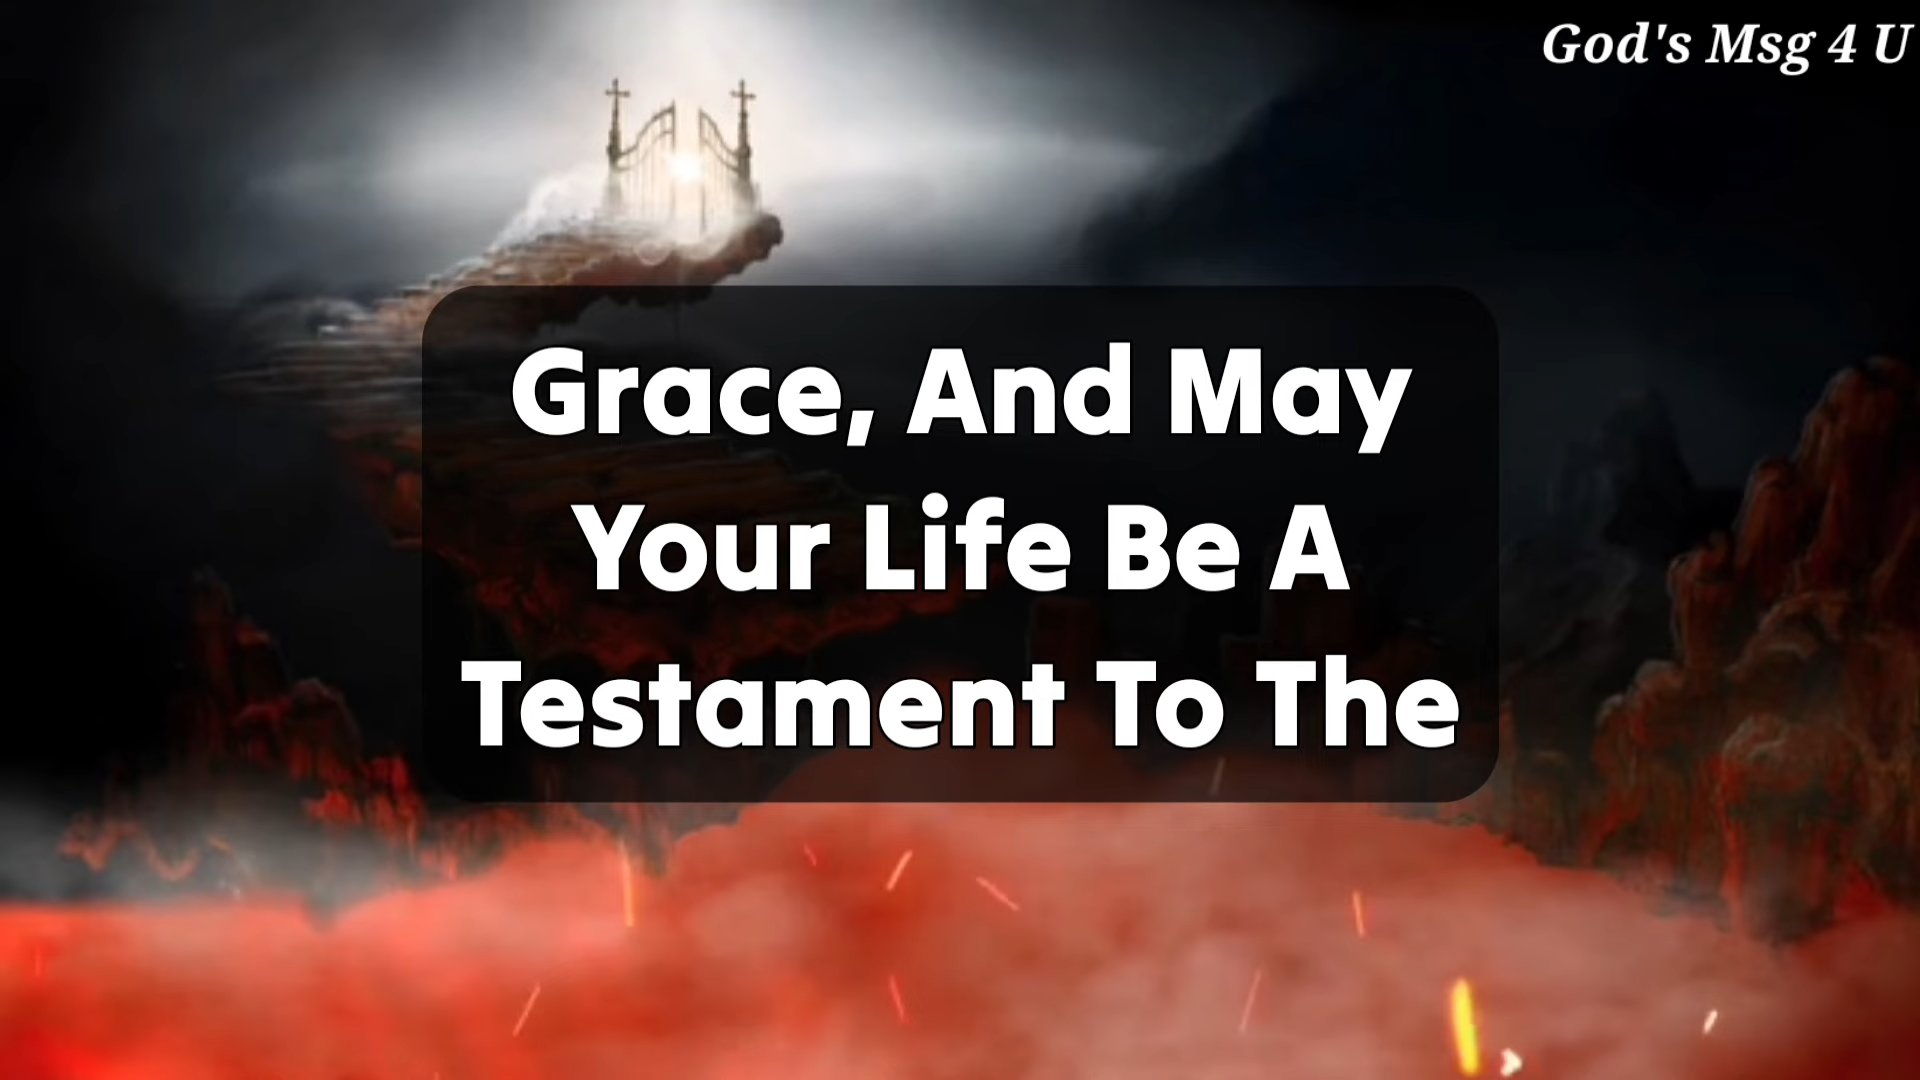 God's Msg 4 U
Grace, And May
Your Life Be A
Testament To The